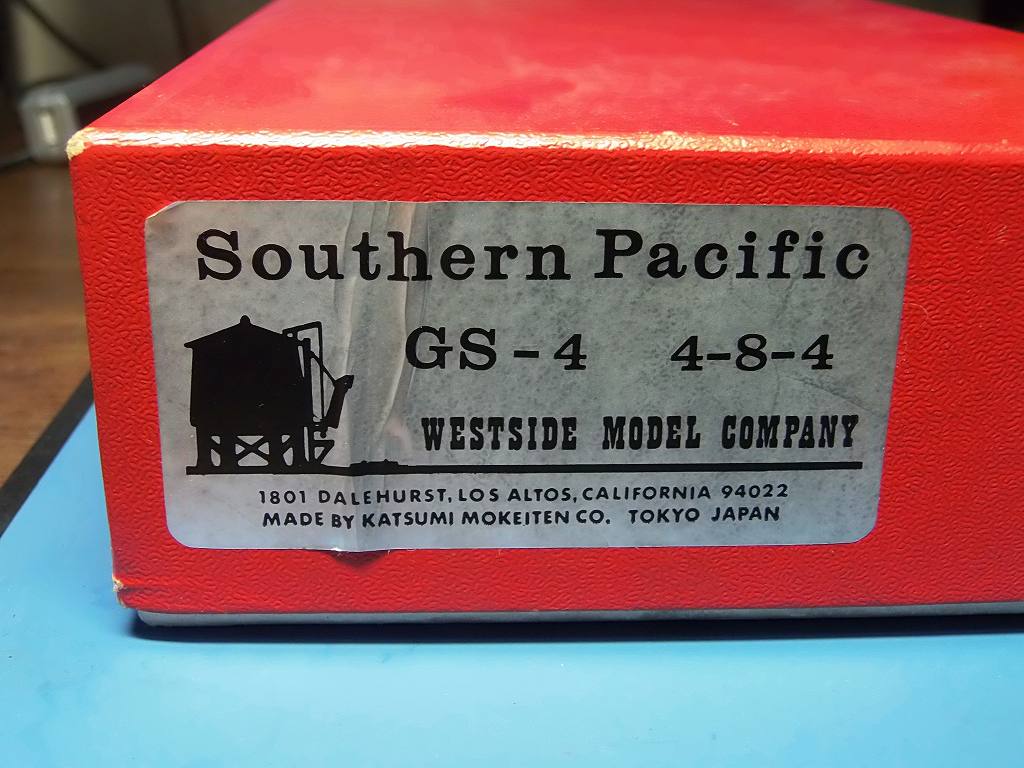 Southern Pacific
GS-4 4-8-4
WESTSIDE MODEL COMPANY
1801 DALEHURST, LOS ALTOS, CALIFORNIA 94022
MADE BY KATSUMI MOKEITEN CO. TOKYO JAPAN